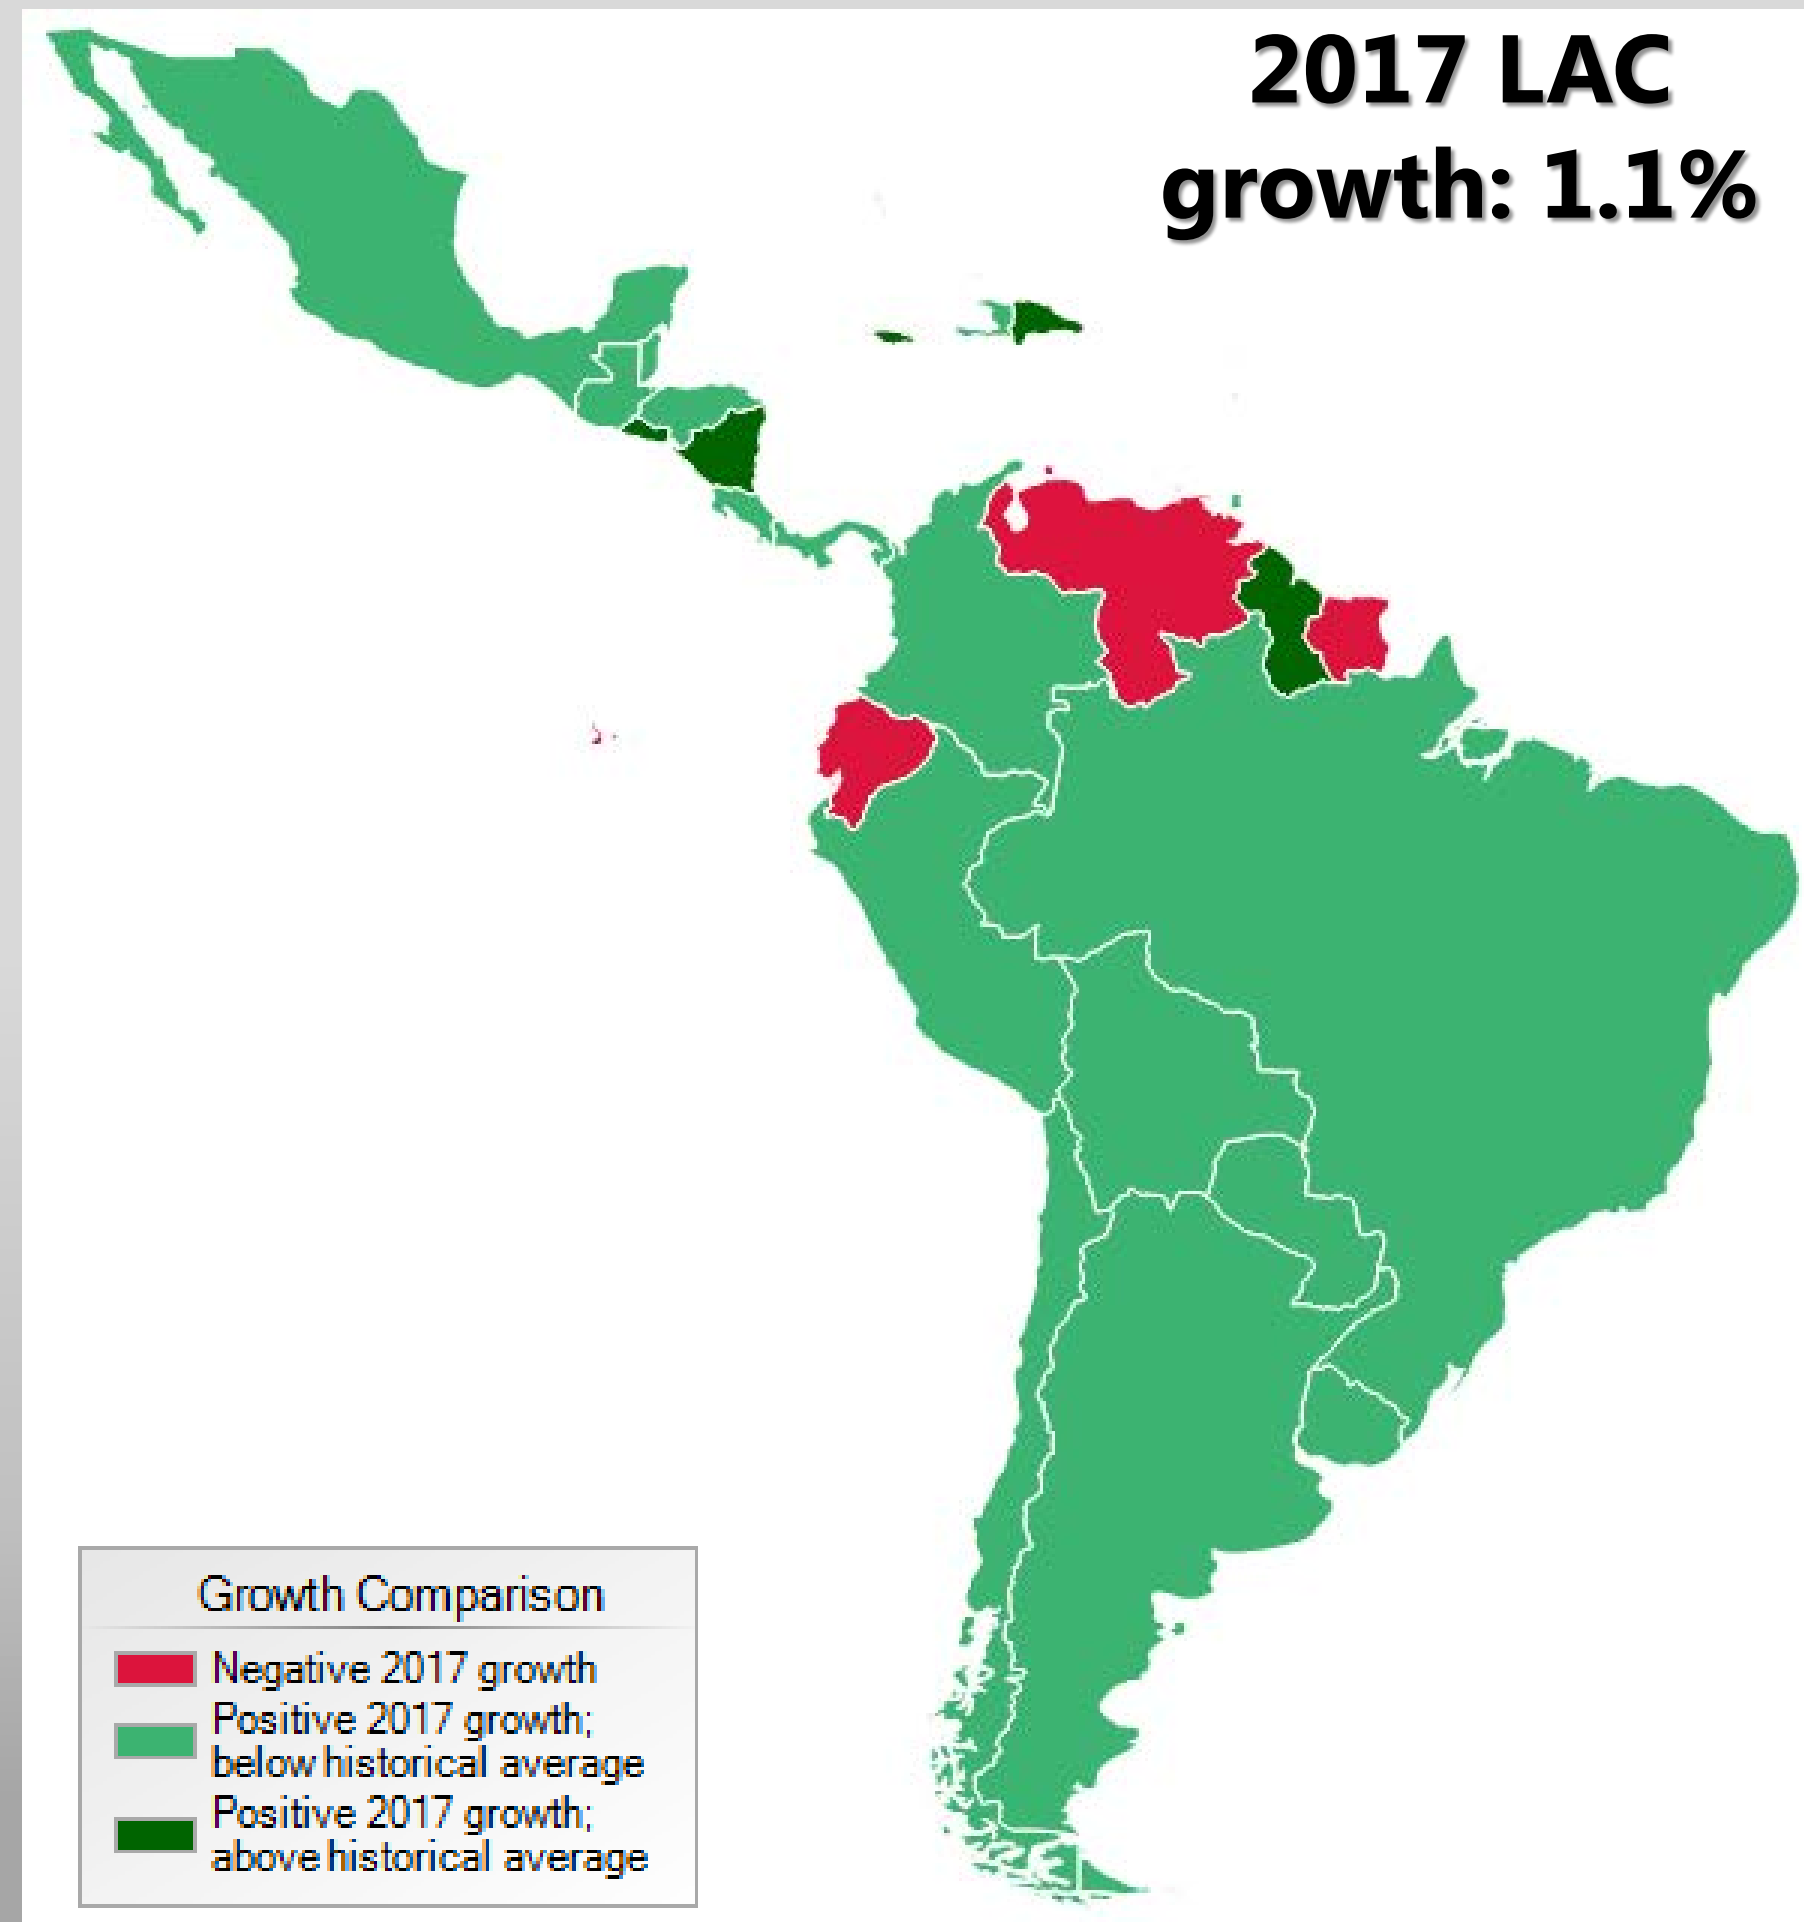 2017 LAC
growth: 1.1%
Growth Comparison
Negative 2017 growth
Positive 2017 growth;
below historical average
Positive 2017 growth;
above historical average